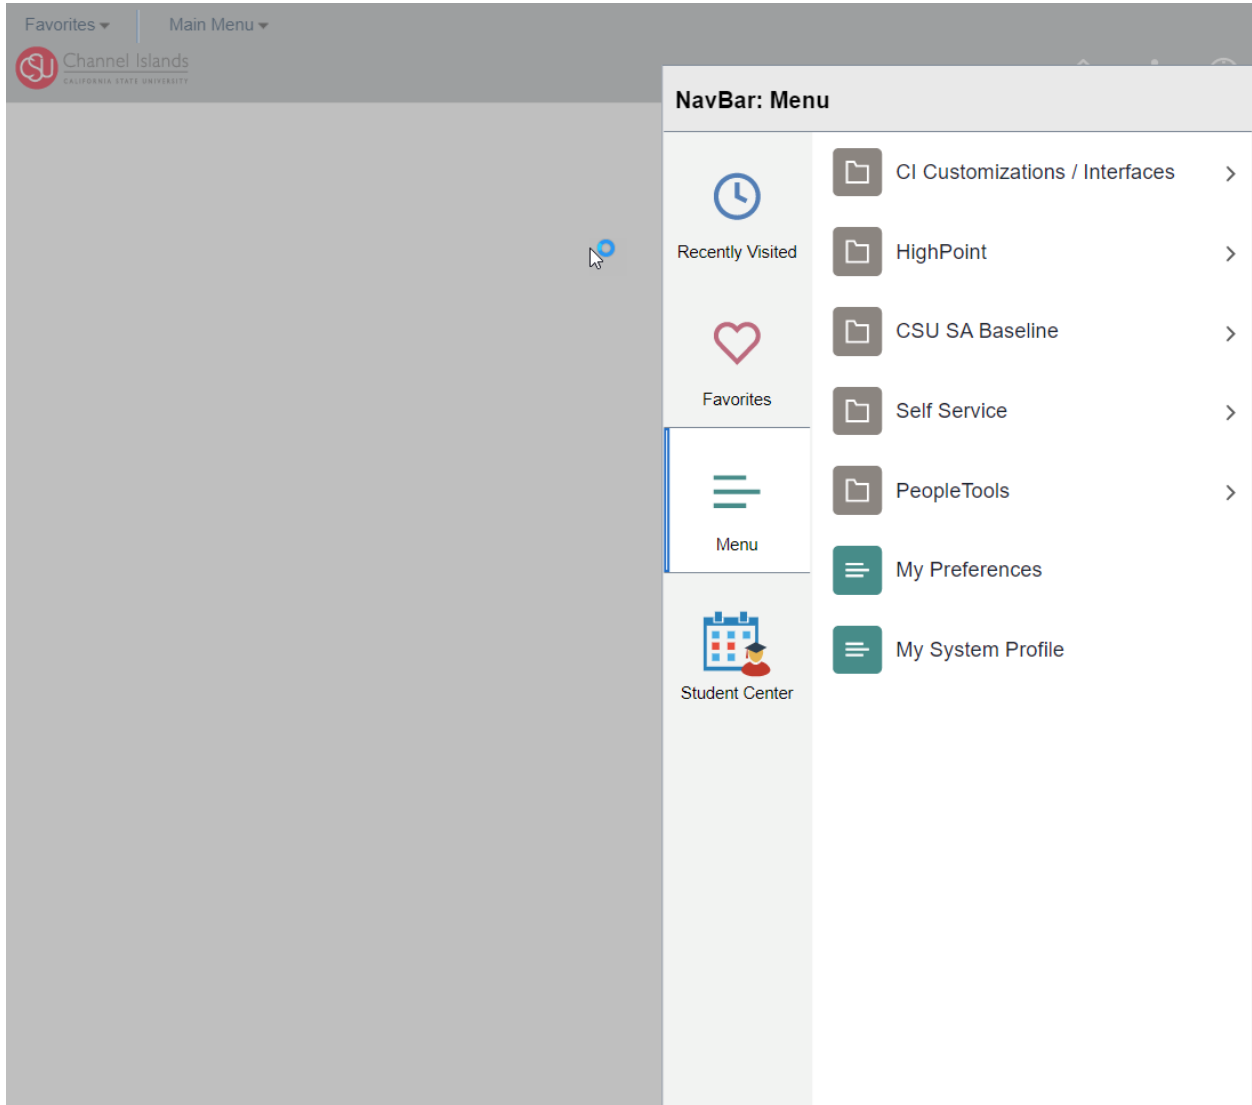 Favorites
Main Menu
CSU
Channel Islands
CALIFORNIA STATE UNIVERSITY
NavBar: Menu
Recently Visited
Favorites
Menu
Student Center
CI Customizations / Interfaces
HighPoint
CSU SA Baseline
Self Service
PeopleTools
My Preferences
My System Profile